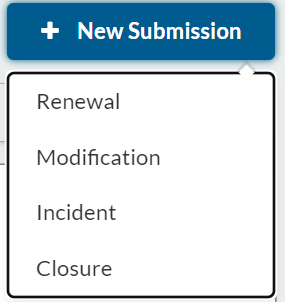 New Submission
Renewal
Modification
Incident
Closure